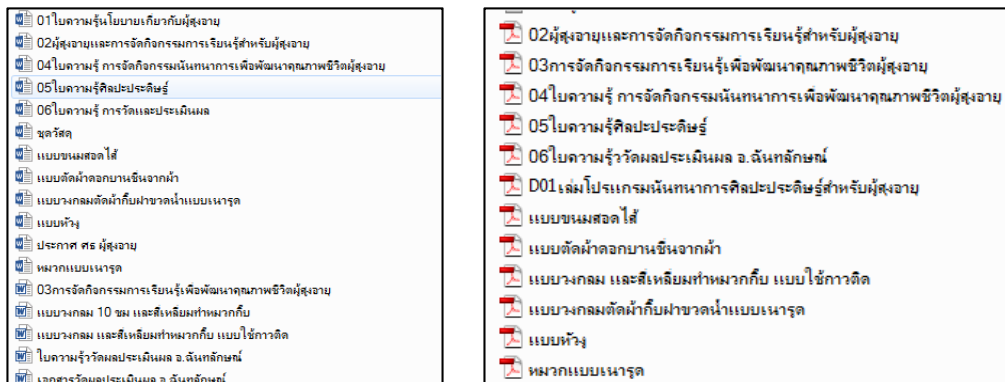 01ใบความรู้นโยบายเกี่ยวกับผู้สูงอายุ
02ผู้สูงอายุและการจัดกิจกรรมการเรียนรู้สำหรับผู้สูงอายุ
04ใบความรู้ การจัดกิจกรรมนันทนาการเพื่อพัฒนาคุณภาพชีวิตผู้สูงอายุ
05ใบความรู้ศิลปะประดิษฐ์
06ใบความรู้ การวัดและประเมินผล
ชุดวัสดุ
แบบขนมสอดไส้
แบบตัดผ้าดอกบานชื่นจากผ้า
แบบวงกลมตัดผ้ากิ๊บฝาขวดน้ำแบบเนารูด
แบบหัวงู
ประกาศ ศธ ผู้สูงอายุ
หมวกแบบเนารูด
03การจัดกิจกรรมการเรียนรู้เพื่อพัฒนาคุณภาพชีวิตผู้สูงอายุ
แบบวงกลม 10 ซม และสี่เหลี่ยมทำหมวกกิ๊บ
แบบวงกลม และสี่เหลี่ยมทำหมวกกิ๊บ แบบใช้กาวติด
ใบความรู้ววัดผลประเมินผล อ.ฉันทลักษณ์
เอกสารวัดผลประเมินผล อ.ฉันทลักษณ์
02ผู้สูงอายุและการจัดกิจกรรมการเรียนรู้สำหรับผู้สูงอายุ
03การจัดกิจกรรมการเรียนรู้เพื่อพัฒนาคุณภาพชีวิตผู้สูงอายุ
04ใบความรู้ การจัดกิจกรรมนันทนาการเพื่อพัฒนาคุณภาพชีวิตผู้สูงอายุ
05ใบความรู้ศิลปะประดิษฐ์
06ใบความรู้ววัดผลประเมินผล อ.ฉันทลักษณ์
D01เล่มโปรแกรมนันทนาการศิลปะประดิษฐ์สำหรับผู้สูงอายุ
แบบขนมสอดไส้
แบบตัดผ้าดอกบานชื่นจากผ้า
แบบวงกลม และสี่เหลี่ยมทำหมวกกิ๊บ แบบใช้กาวติด
แบบวงกลมตัดผ้ากิ๊บฝาขวดน้ำแบบเนารูด
แบบหัวงู
หมวกแบบเนารูด